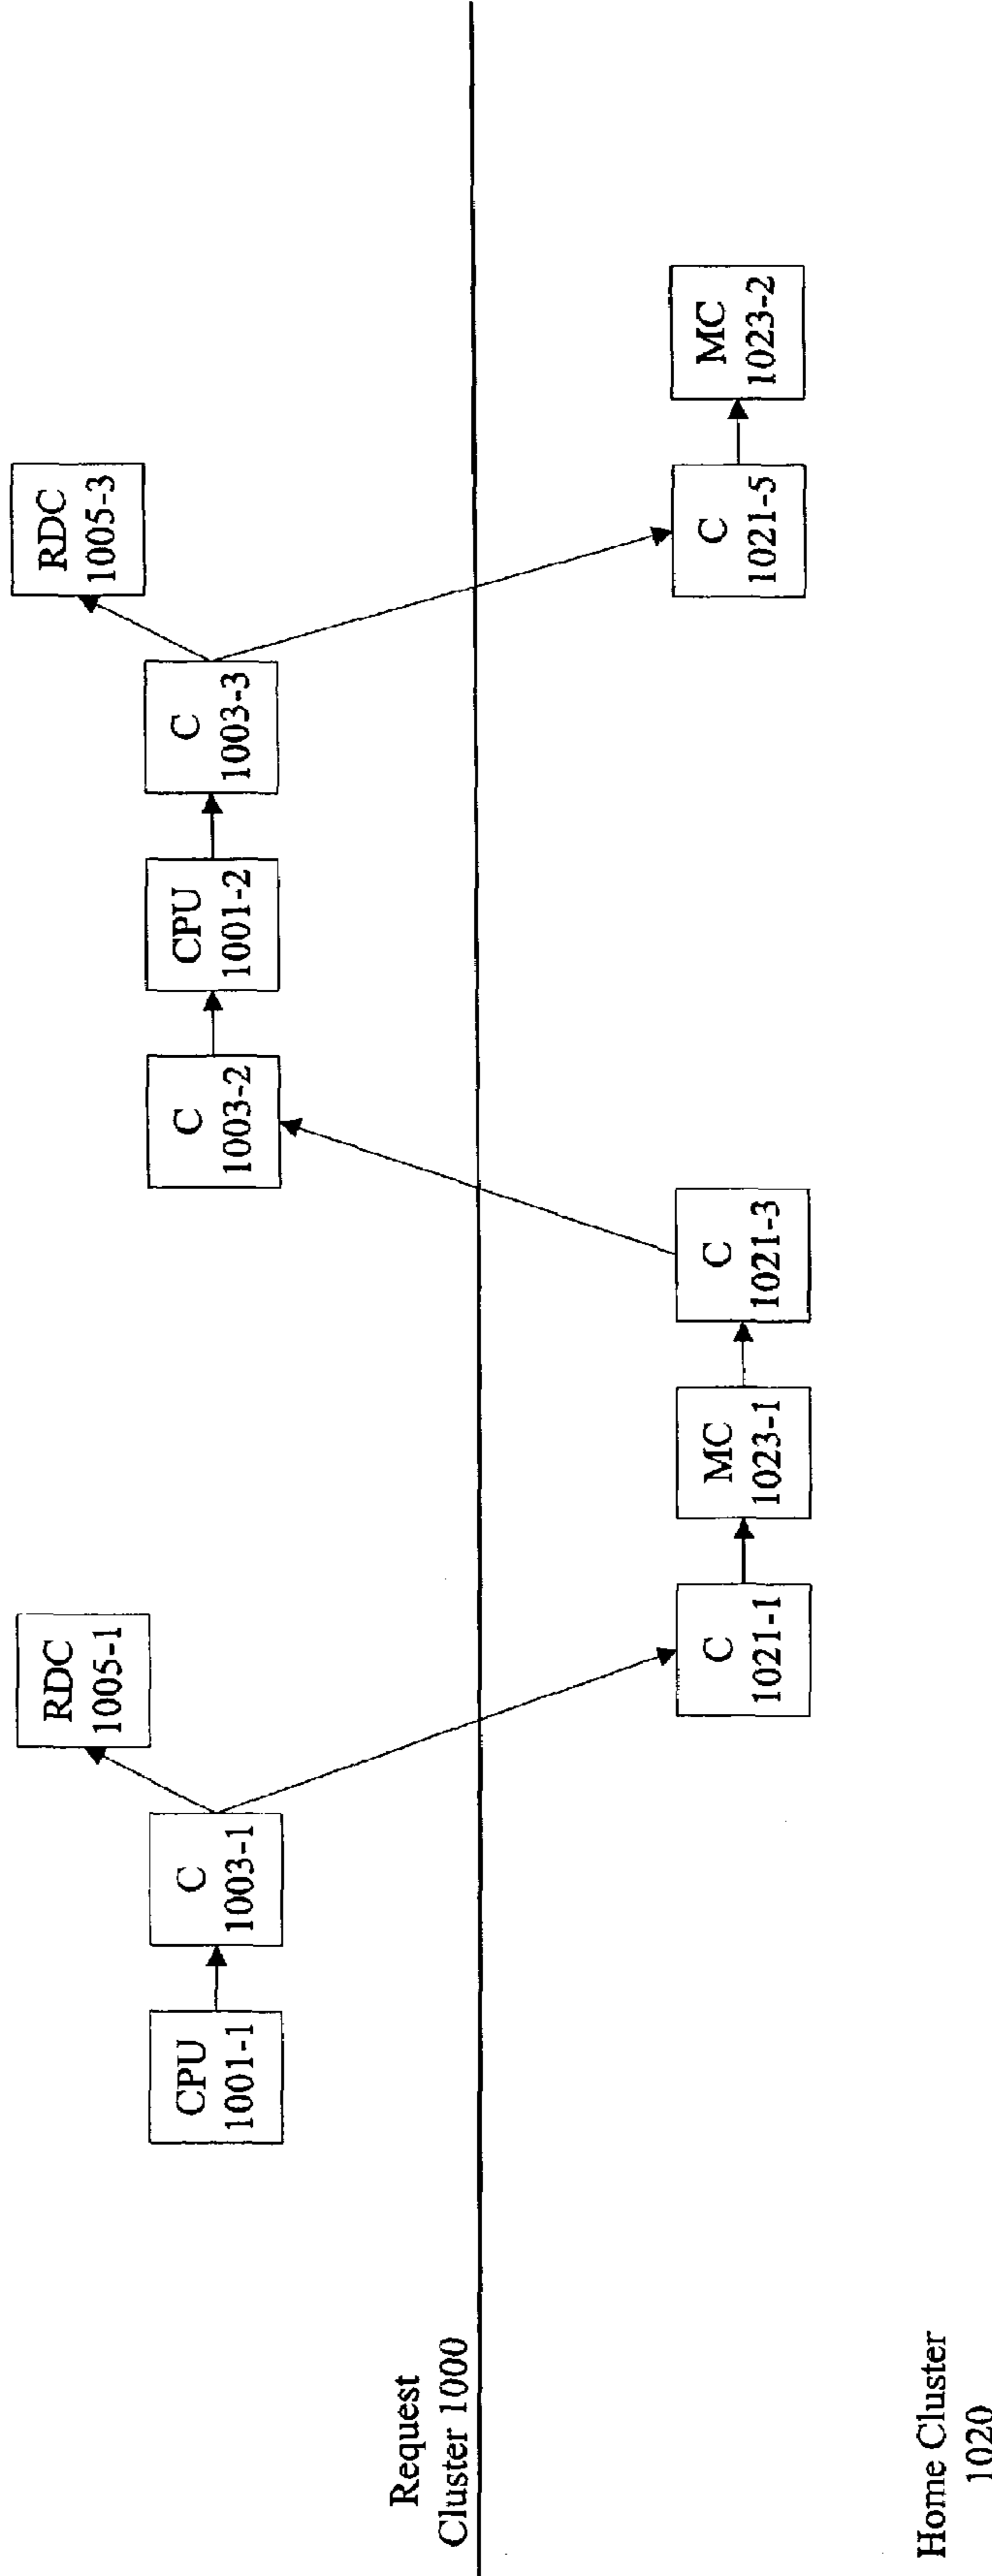 RDC
1005-1
RDC
1005-3
CPU
1001-1
C
1003-1
C
1003-2
CPU
1001-2
C
1003-3
Request
Cluster 1000
C
1021-1
MC
1023-1
C
1021-3
C
1021-5
MC
1023-2
Home Cluster
1020